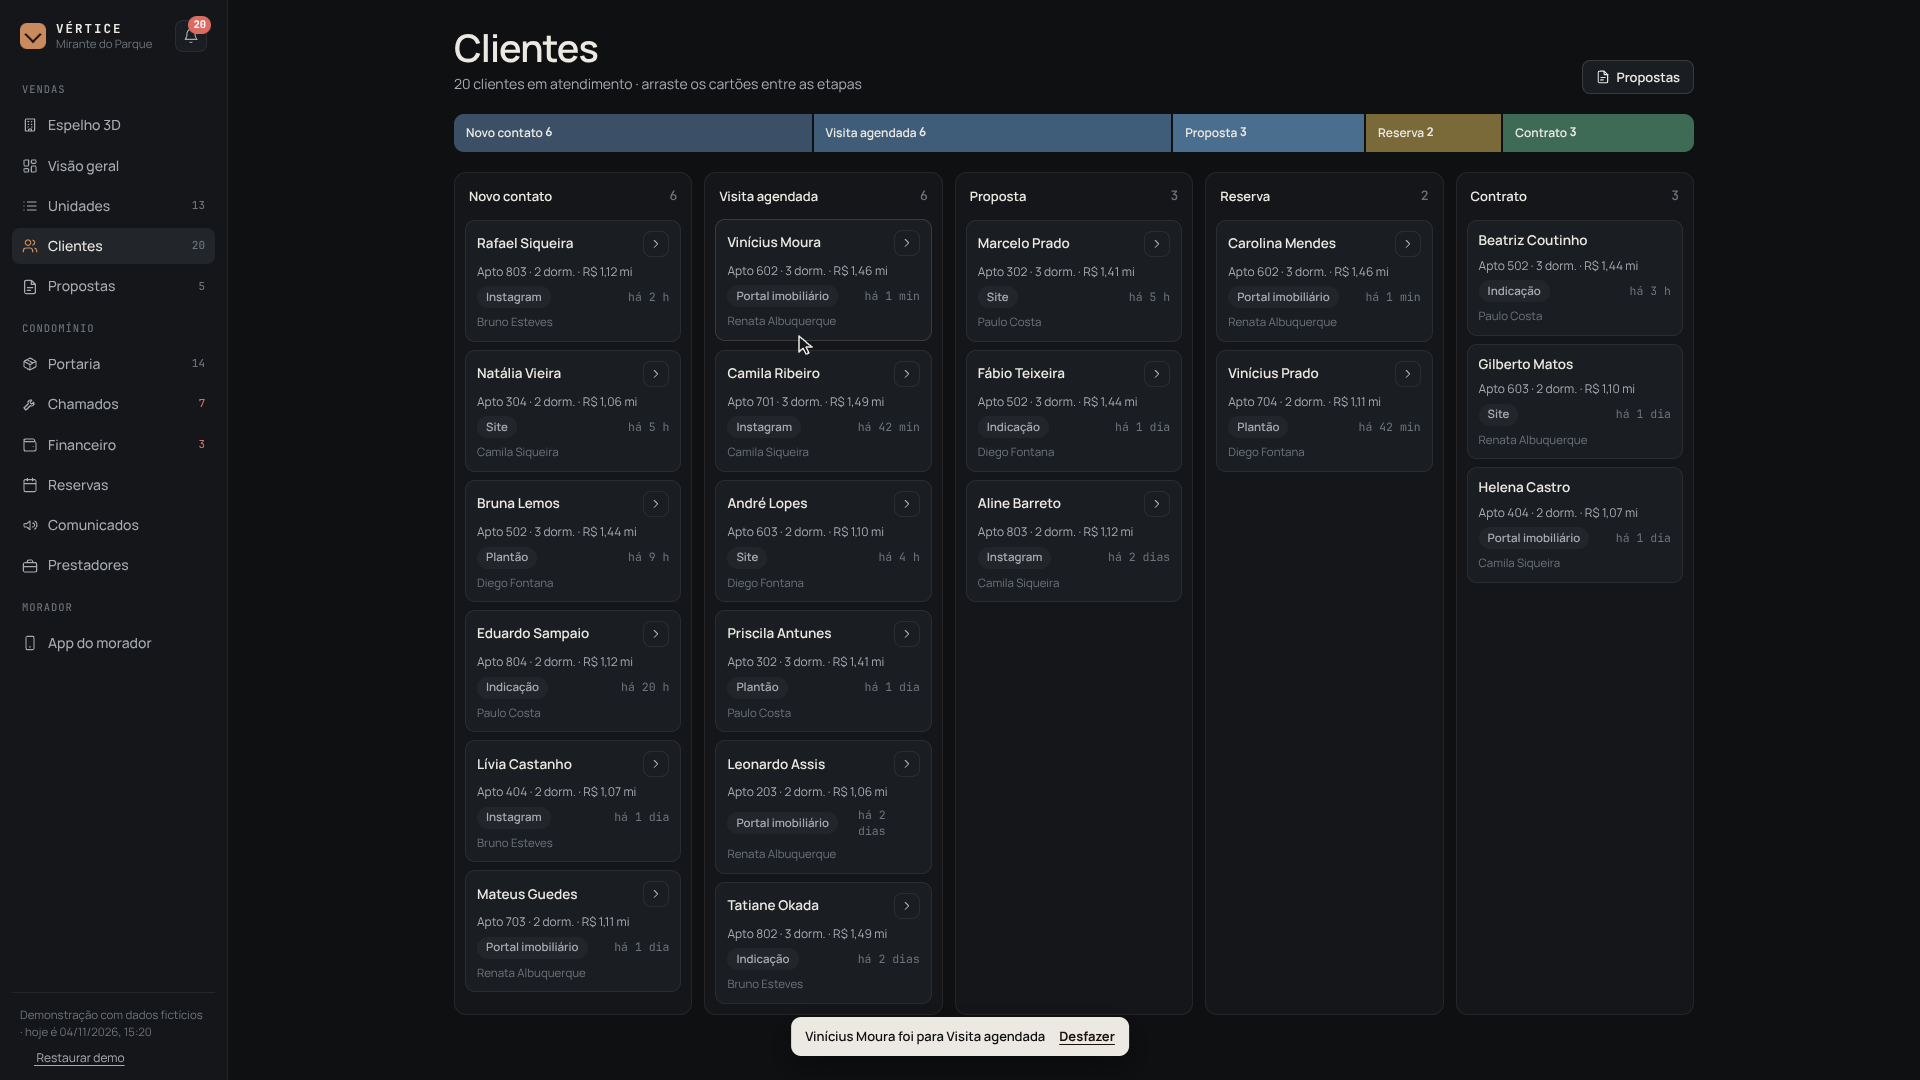 VÉRTICE
Mirante do Parque
20
VENDAS
Espelho 3D
Visão geral
Unidades 13
Clientes 20
Propostas 5
CONDOMÍNIO
Portaria 14
Chamados 7
Financeiro 3
Reservas
Comunicados
Prestadores
MORADOR
App do morador
Demonstração com dados fictícios
· hoje é 04/11/2026, 15:20
Restaurar demo
Clientes
20 clientes em atendimento · arraste os cartões entre as etapas
Propostas
Novo contato 6
Visita agendada 6
Proposta 3
Reserva 2
Contrato 3
Novo contato 6
Rafael Siqueira
Apto 803 · 2 dorm. · R$ 1,12 mi
Instagram há 2 h
Bruno Esteves
Natália Vieira
Apto 304 · 2 dorm. · R$ 1,06 mi
Site há 5 h
Camila Siqueira
Bruna Lemos
Apto 502 · 3 dorm. · R$ 1,44 mi
Plantão há 9 h
Diego Fontana
Eduardo Sampaio
Apto 804 · 2 dorm. · R$ 1,12 mi
Indicação há 20 h
Paulo Costa
Lívia Castanho
Apto 404 · 2 dorm. · R$ 1,07 mi
Instagram há 1 dia
Bruno Esteves
Mateus Guedes
Apto 703 · 2 dorm. · R$ 1,11 mi
Portal imobiliário há 1 dia
Renata Albuquerque
Visita agendada 6
Vinícius Moura
Apto 602 · 3 dorm. · R$ 1,46 mi
Portal imobiliário há 1 min
Renata Albuquerque
Camila Ribeiro
Apto 701 · 3 dorm. · R$ 1,49 mi
Instagram há 42 min
Camila Siqueira
André Lopes
Apto 603 · 2 dorm. · R$ 1,10 mi
Site há 4 h
Diego Fontana
Priscila Antunes
Apto 302 · 3 dorm. · R$ 1,41 mi
Plantão há 1 dia
Paulo Costa
Leonardo Assis
Apto 203 · 2 dorm. · R$ 1,06 mi
Portal imobiliário há 2
dias
Renata Albuquerque
Tatiane Okada
Apto 802 · 3 dorm. · R$ 1,49 mi
Indicação há 2 dias
Bruno Esteves
Proposta 3
Marcelo Prado
Apto 302 · 3 dorm. · R$ 1,41 mi
Site há 5 h
Paulo Costa
Fábio Teixeira
Apto 502 · 3 dorm. · R$ 1,44 mi
Indicação há 1 dia
Diego Fontana
Aline Barreto
Apto 803 · 2 dorm. · R$ 1,12 mi
Instagram há 2 dias
Camila Siqueira
Reserva 2
Carolina Mendes
Apto 602 · 3 dorm. · R$ 1,46 mi
Portal imobiliário há 1 min
Renata Albuquerque
Vinícius Prado
Apto 704 · 2 dorm. · R$ 1,11 mi
Plantão há 42 min
Diego Fontana
Contrato 3
Beatriz Coutinho
Apto 502 · 3 dorm. · R$ 1,44 mi
Indicação há 3 h
Paulo Costa
Gilberto Matos
Apto 603 · 2 dorm. · R$ 1,10 mi
Site há 1 dia
Renata Albuquerque
Helena Castro
Apto 404 · 2 dorm. · R$ 1,07 mi
Portal imobiliário há 1 dia
Camila Siqueira
Vinícius Moura foi para Visita agendada Desfazer